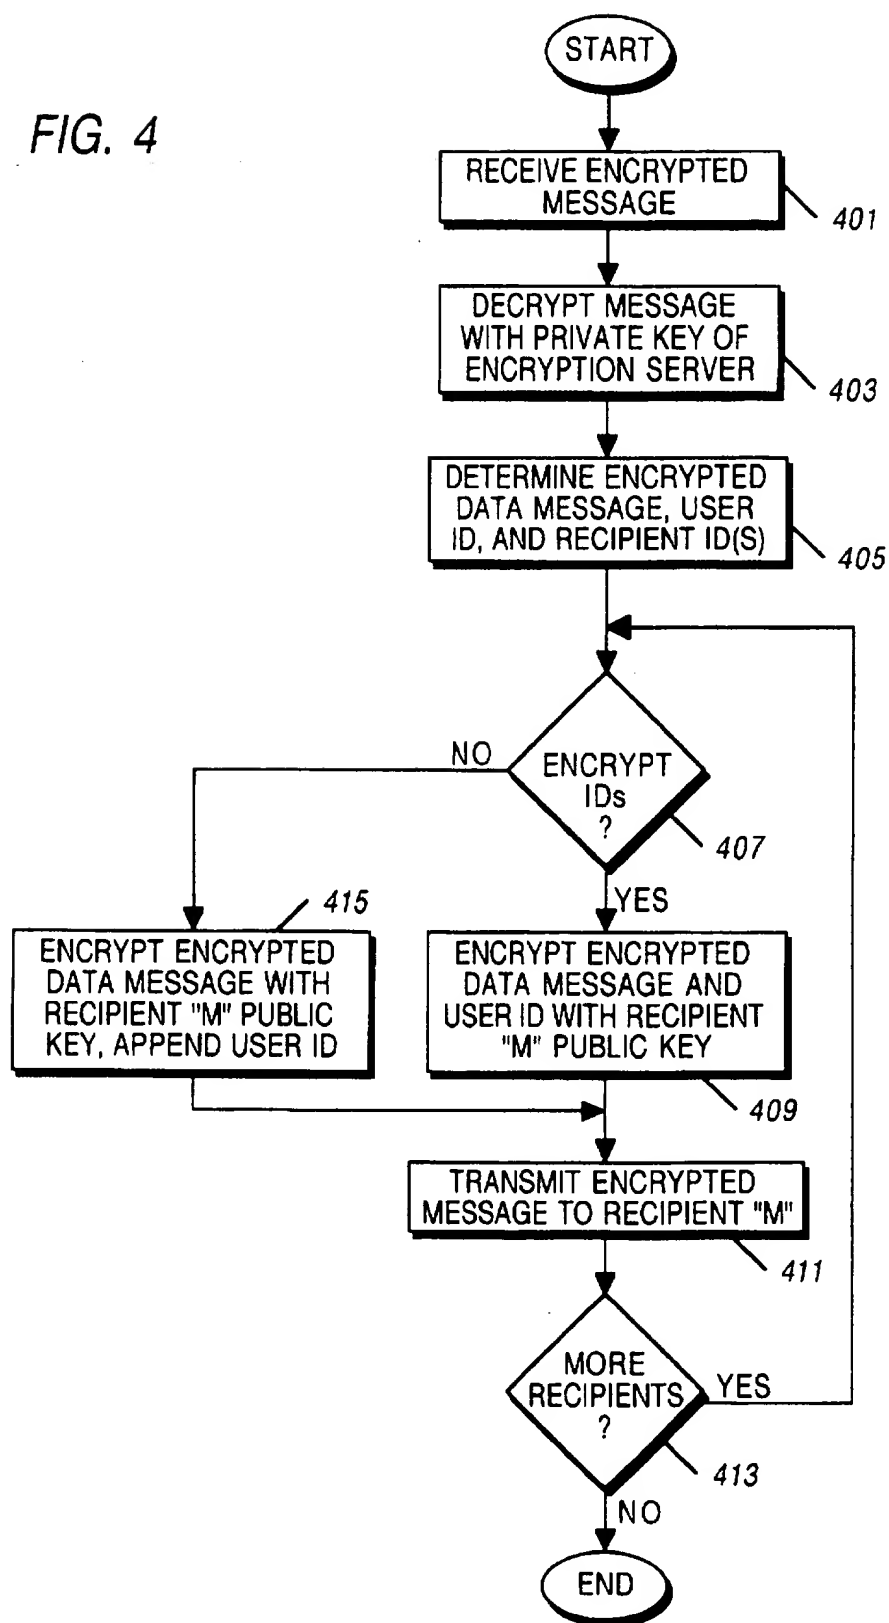 START
FIG. 4
RECEIVE ENCRYPTED
MESSAGE
401
DECRYPT MESSAGE
WITH PRIVATE KEY OF
ENCRYPTION SERVER
403
DETERMINE ENCRYPTED
DATA MESSAGE, USER
ID, AND RECIPIENT ID(S)
405
NO
ENCRYPT
IDs
?
407
YES
415
ENCRYPT ENCRYPTED
DATA MESSAGE WITH
RECIPIENT "M" PUBLIC
KEY, APPEND USER ID
ENCRYPT ENCRYPTED
DATA MESSAGE AND
USER ID WITH RECIPIENT
"M" PUBLIC KEY
409
TRANSMIT ENCRYPTED
MESSAGE TO RECIPIENT "M"
411
MORE
RECIPIENTS
?
YES
413
NO
END